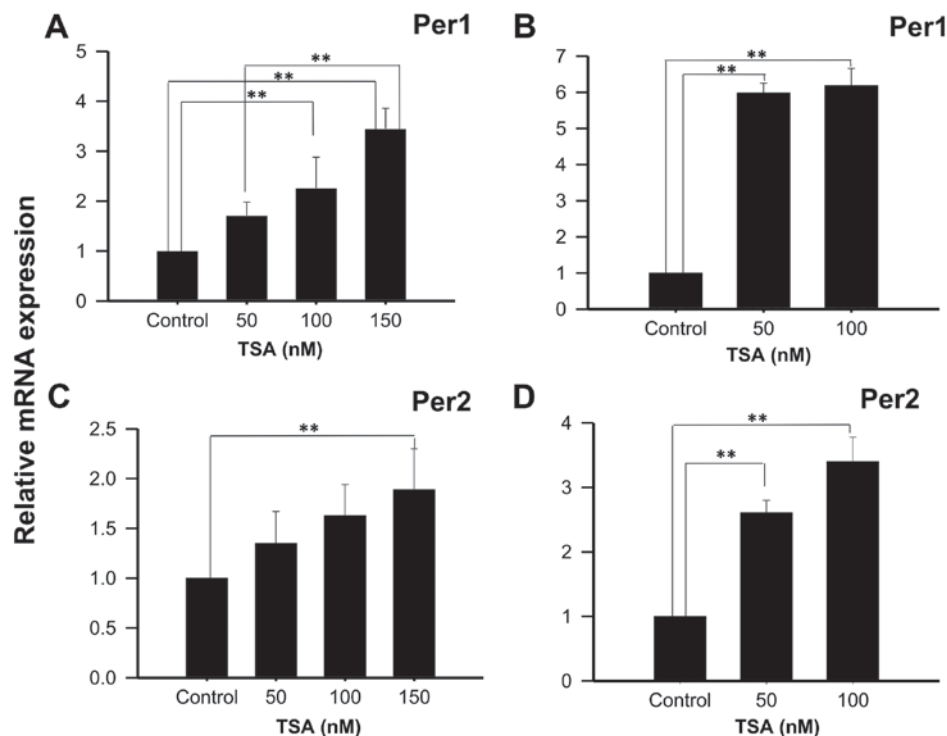 A
Per1
5
4
3
2
1
0
**
**
**
Control 50 100 150
TSA (nM)
B
Per1
7
6
5
4
3
2
1
0
**
**
Control 50 100
TSA (nM)
Relative mRNA expression
C
Per2
2.5
2.0
1.5
1.0
0.5
0.0
**
Control 50 100 150
TSA (nM)
D
Per2
4
3
2
1
0
**
**
Control 50 100
TSA (nM)